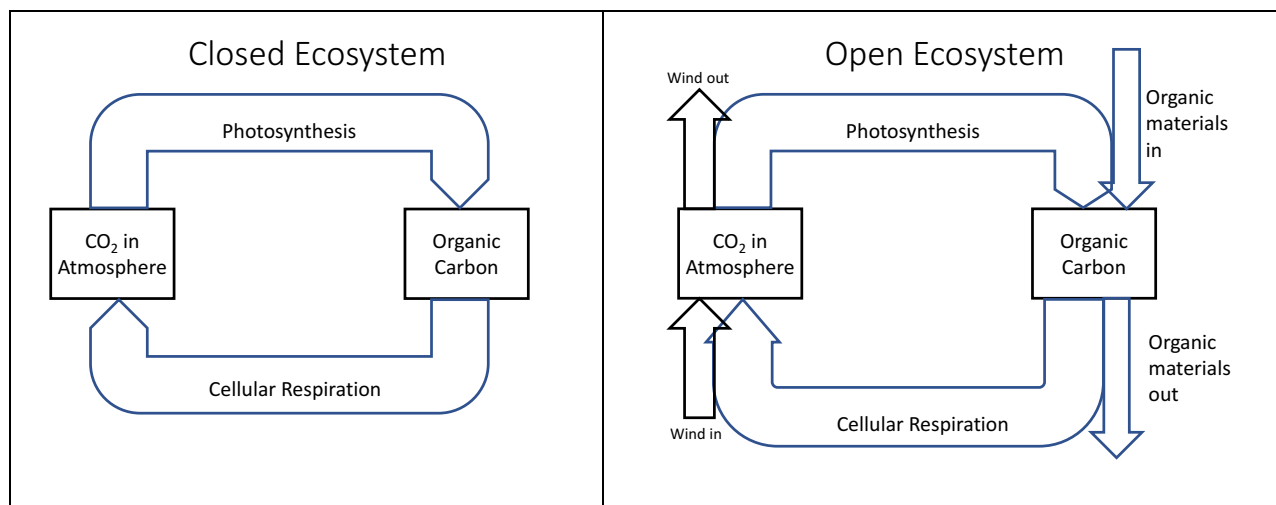 Closed Ecosystem
Photosynthesis
CO₂ in
Atmosphere
Organic
Carbon
Cellular Respiration
Open Ecosystem
Wind out
Photosynthesis
Organic
materials
in
CO₂ in
Atmosphere
Organic
Carbon
Wind in
Cellular Respiration
Organic
materials
out